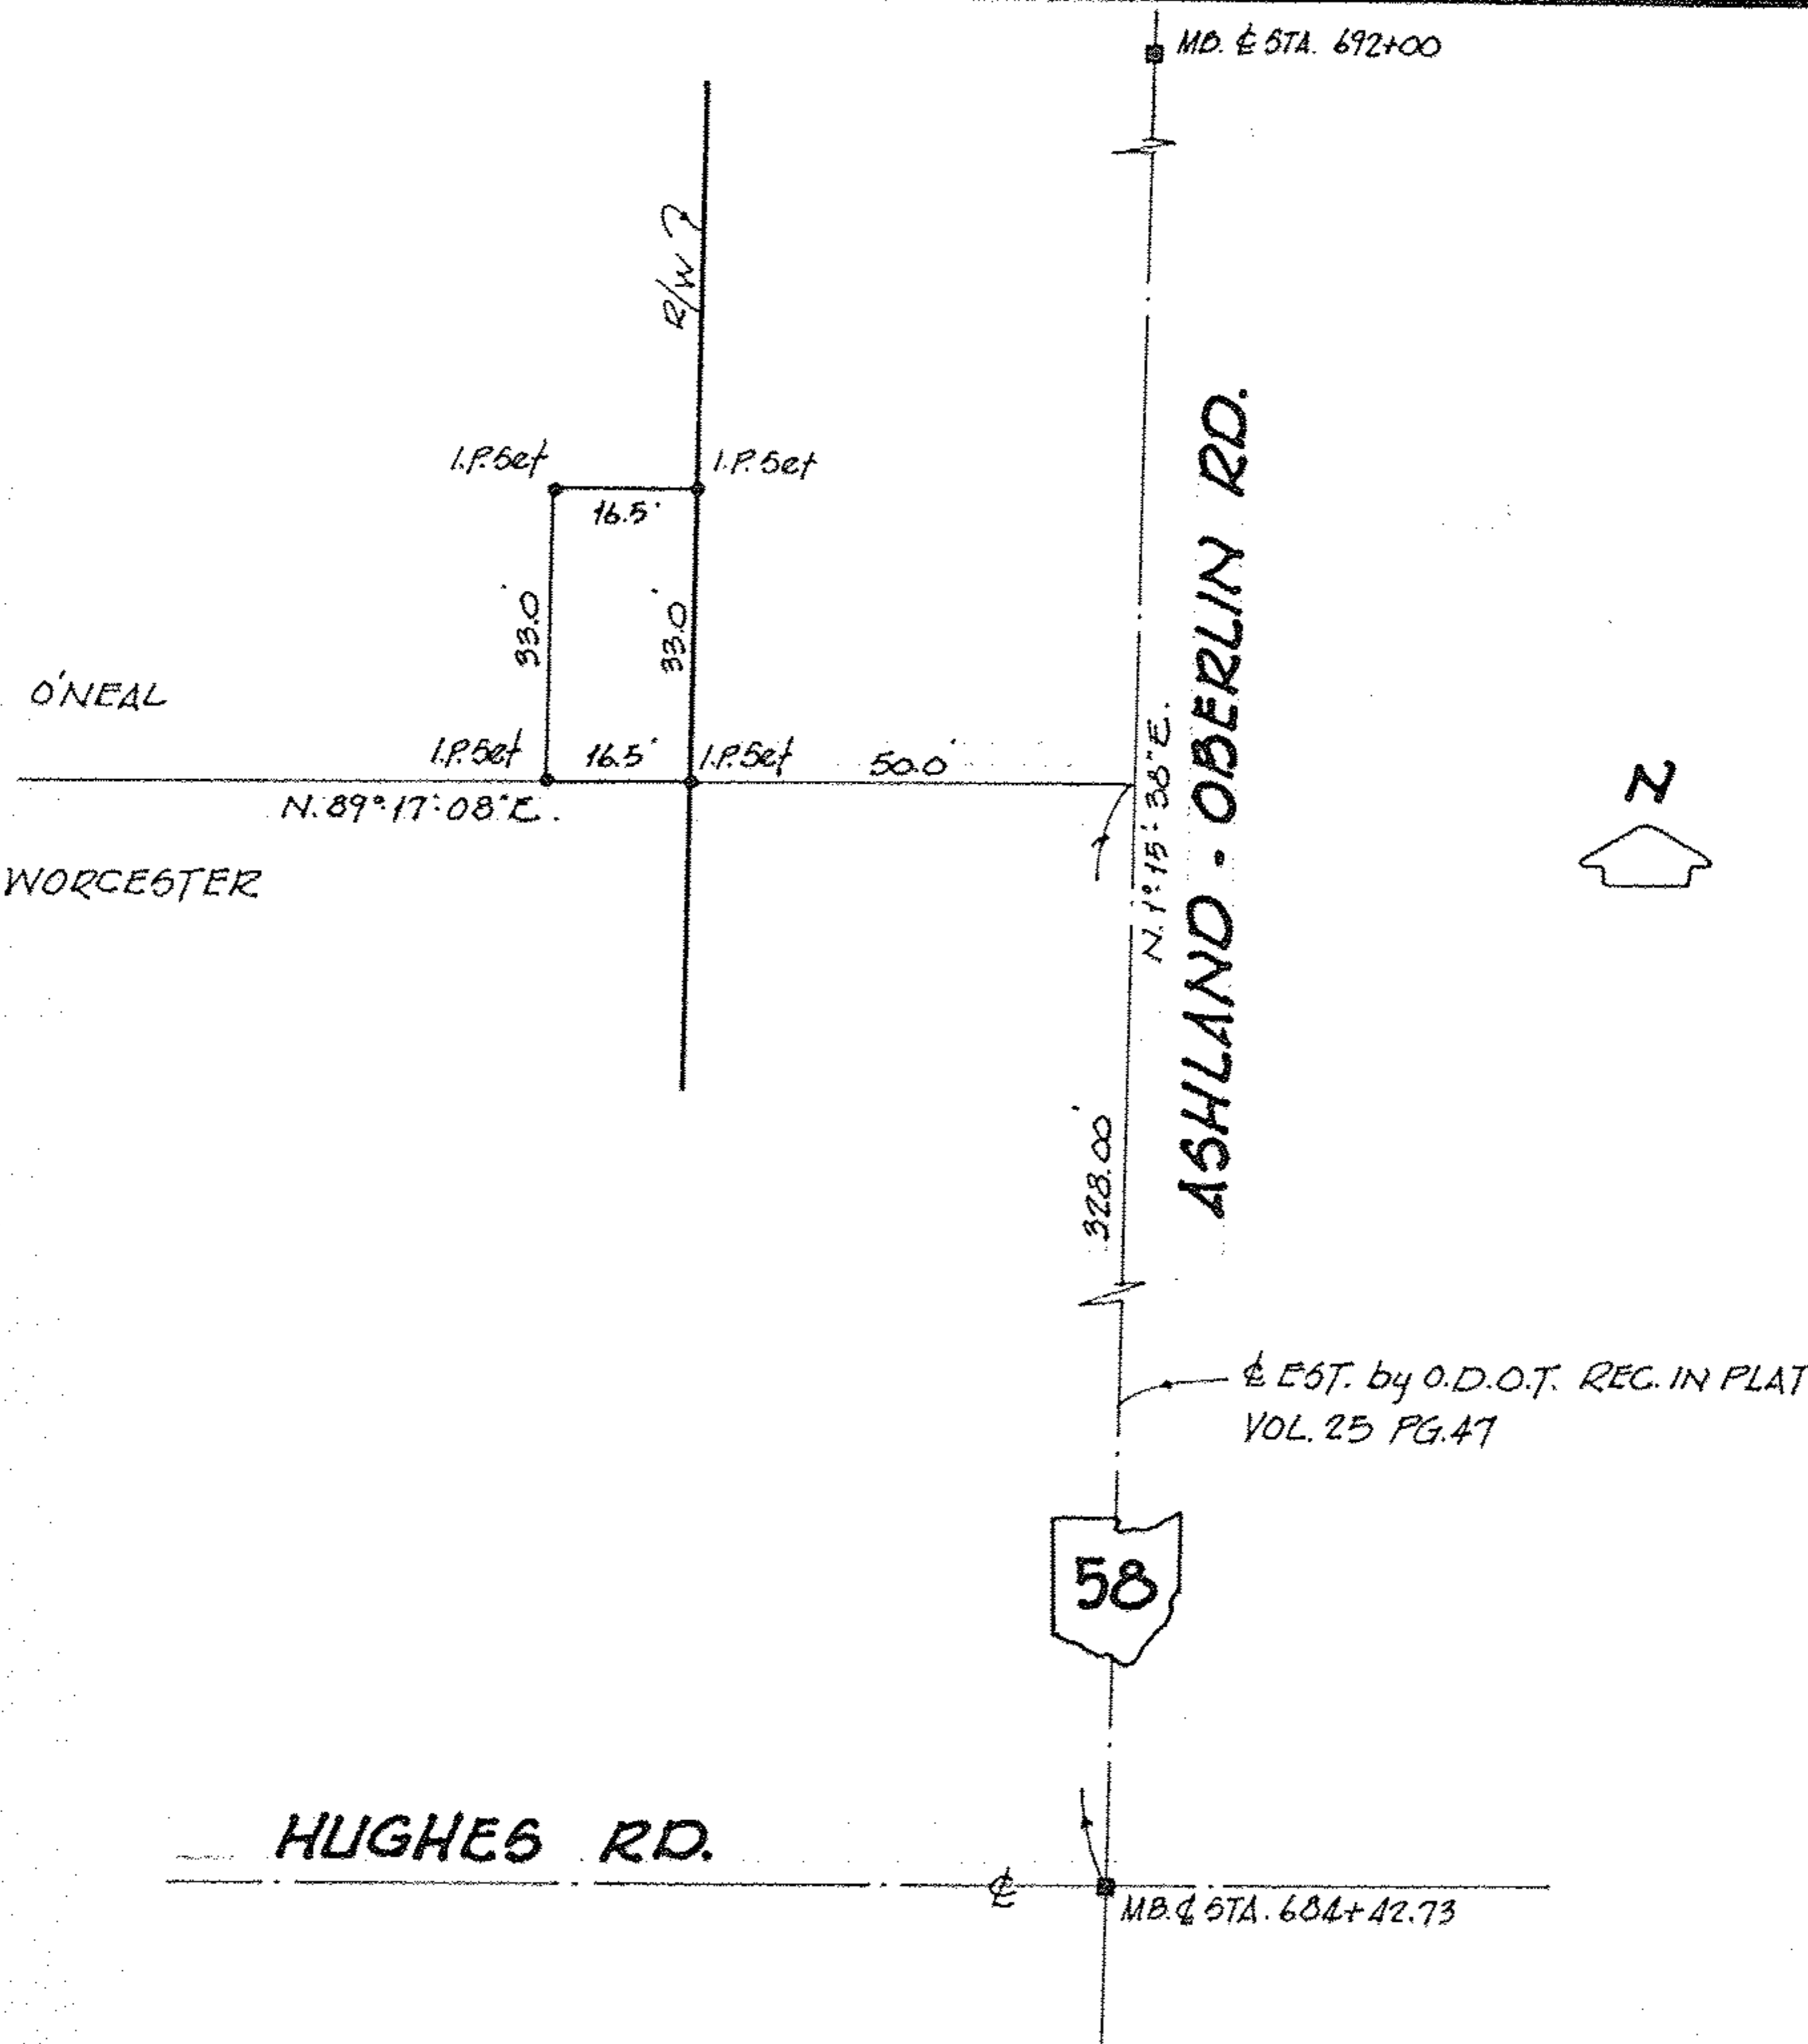 MB. ℄ STA. 692+00
R/W
I.P. Set
I.P. Set
16.5'
33.0'
33.0'
O'NEAL
I.P. Set
16.5'
I.P. Set
50.0'
N. 89°-17'-08" E.
WORCESTER
N. 1°-15'-38" E.
ASHLAND - OBERLIN RD.
N
328.00'
℄ EST. by O.D.O.T. REC. IN PLAT
VOL. 25 PG. 47
58
HUGHES RD.
℄
MB. ℄ STA. 684+42.73